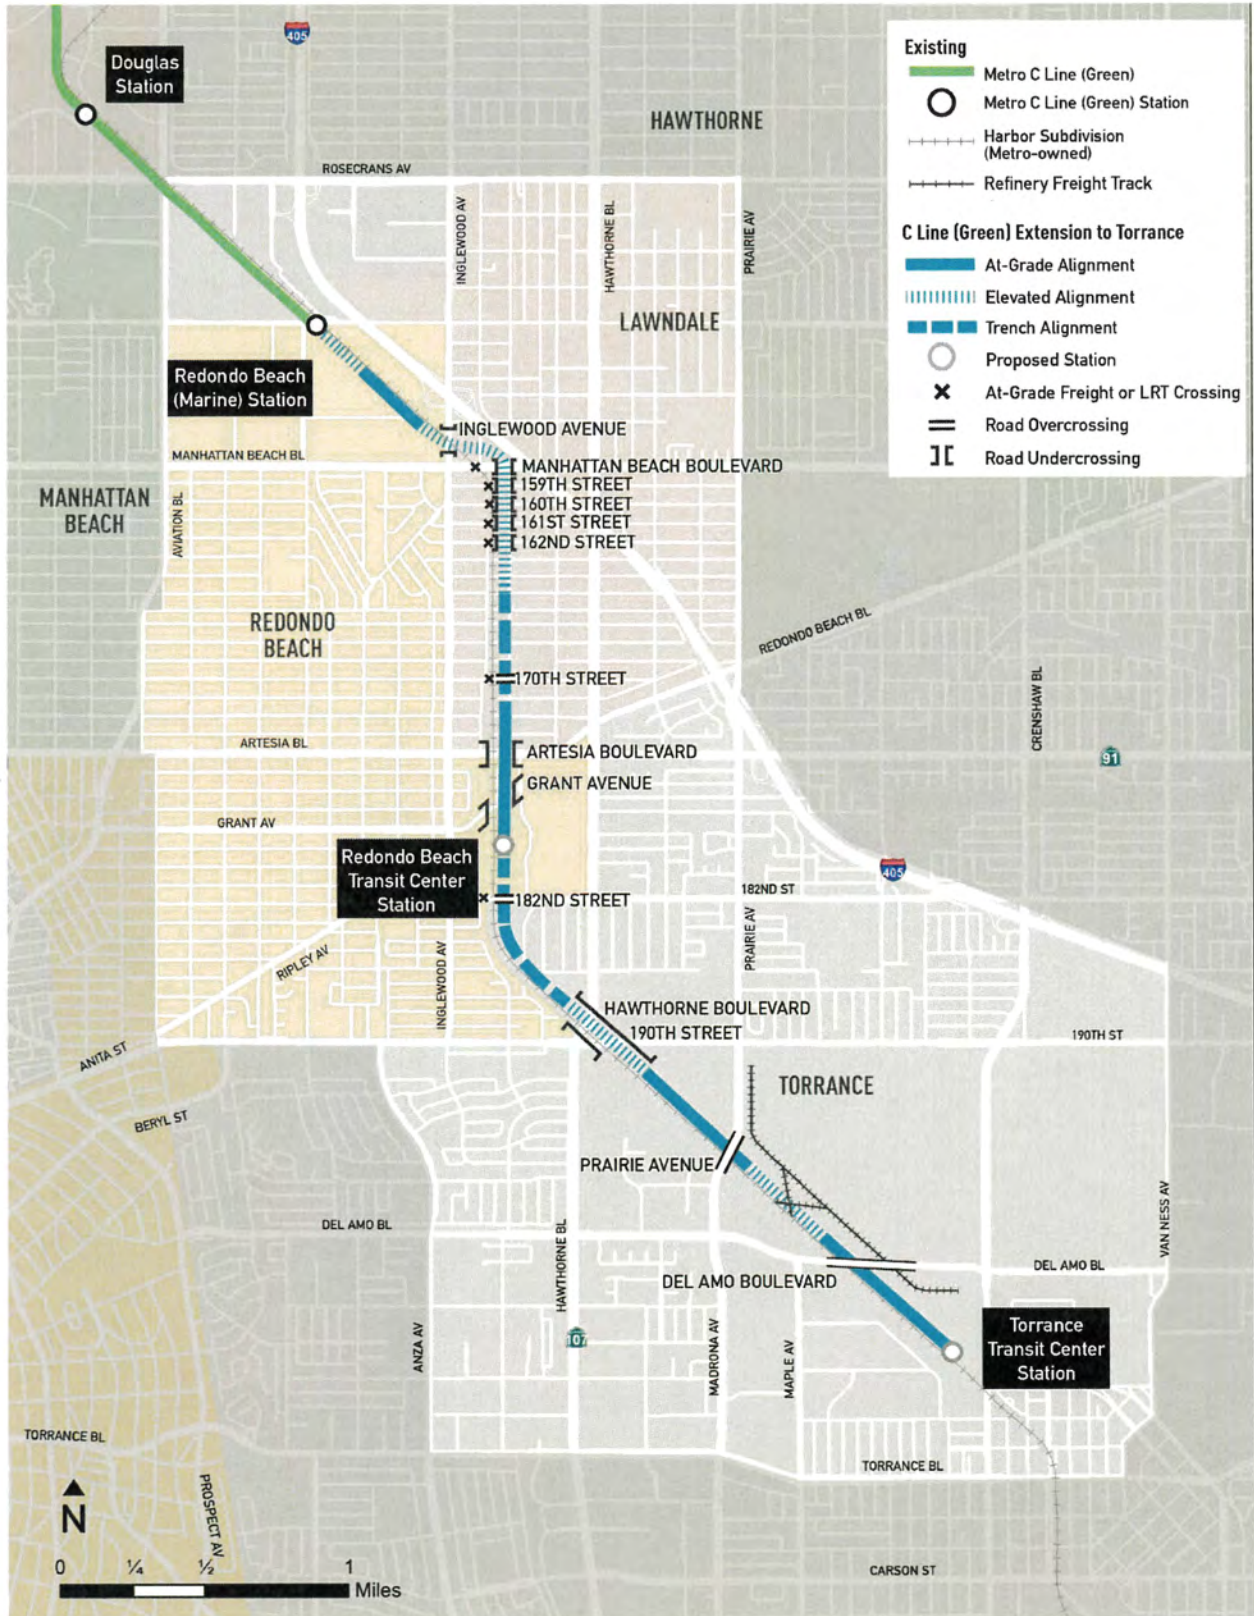 405
Douglas
Station
HAWTHORNE
ROSECRANS AV
INGLEWOOD AV
HAWTHORNE BL
PRAIRIE AV
LAWNDALE
Existing
Metro C Line (Green)
Metro C Line (Green) Station
Harbor Subdivision
(Metro-owned)
Refinery Freight Track
C Line (Green) Extension to Torrance
At-Grade Alignment
Elevated Alignment
Trench Alignment
Proposed Station
At-Grade Freight or LRT Crossing
Road Overcrossing
Road Undercrossing
Redondo Beach
(Marine) Station
INGLEWOOD AVENUE
MANHATTAN BEACH BL
MANHATTAN BEACH BOULEVARD
159TH STREET
160TH STREET
161ST STREET
162ND STREET
MANHATTAN
BEACH
AVIATION BL
REDONDO
BEACH
REDONDO BEACH BL
170TH STREET
CRENSHAW BL
ARTESIA BL
ARTESIA BOULEVARD
91
GRANT AVENUE
GRANT AV
Redondo Beach
Transit Center
Station
405
182ND ST
182ND STREET
PRAIRIE AV
RIPLEY AV
INGLEWOOD AV
HAWTHORNE BOULEVARD
190TH STREET
190TH ST
ANITA ST
BERYL ST
TORRANCE
PRAIRIE AVENUE
DEL AMO BL
HAWTHORNE BL
VAN NESS AV
DEL AMO BL
DEL AMO BOULEVARD
107
ANZA AV
MADRONA AV
MAPLE AV
Torrance
Transit Center
Station
TORRANCE BL
TORRANCE BL
PROSPECT AV
N
CARSON ST
0 ¼ ½ 1
Miles